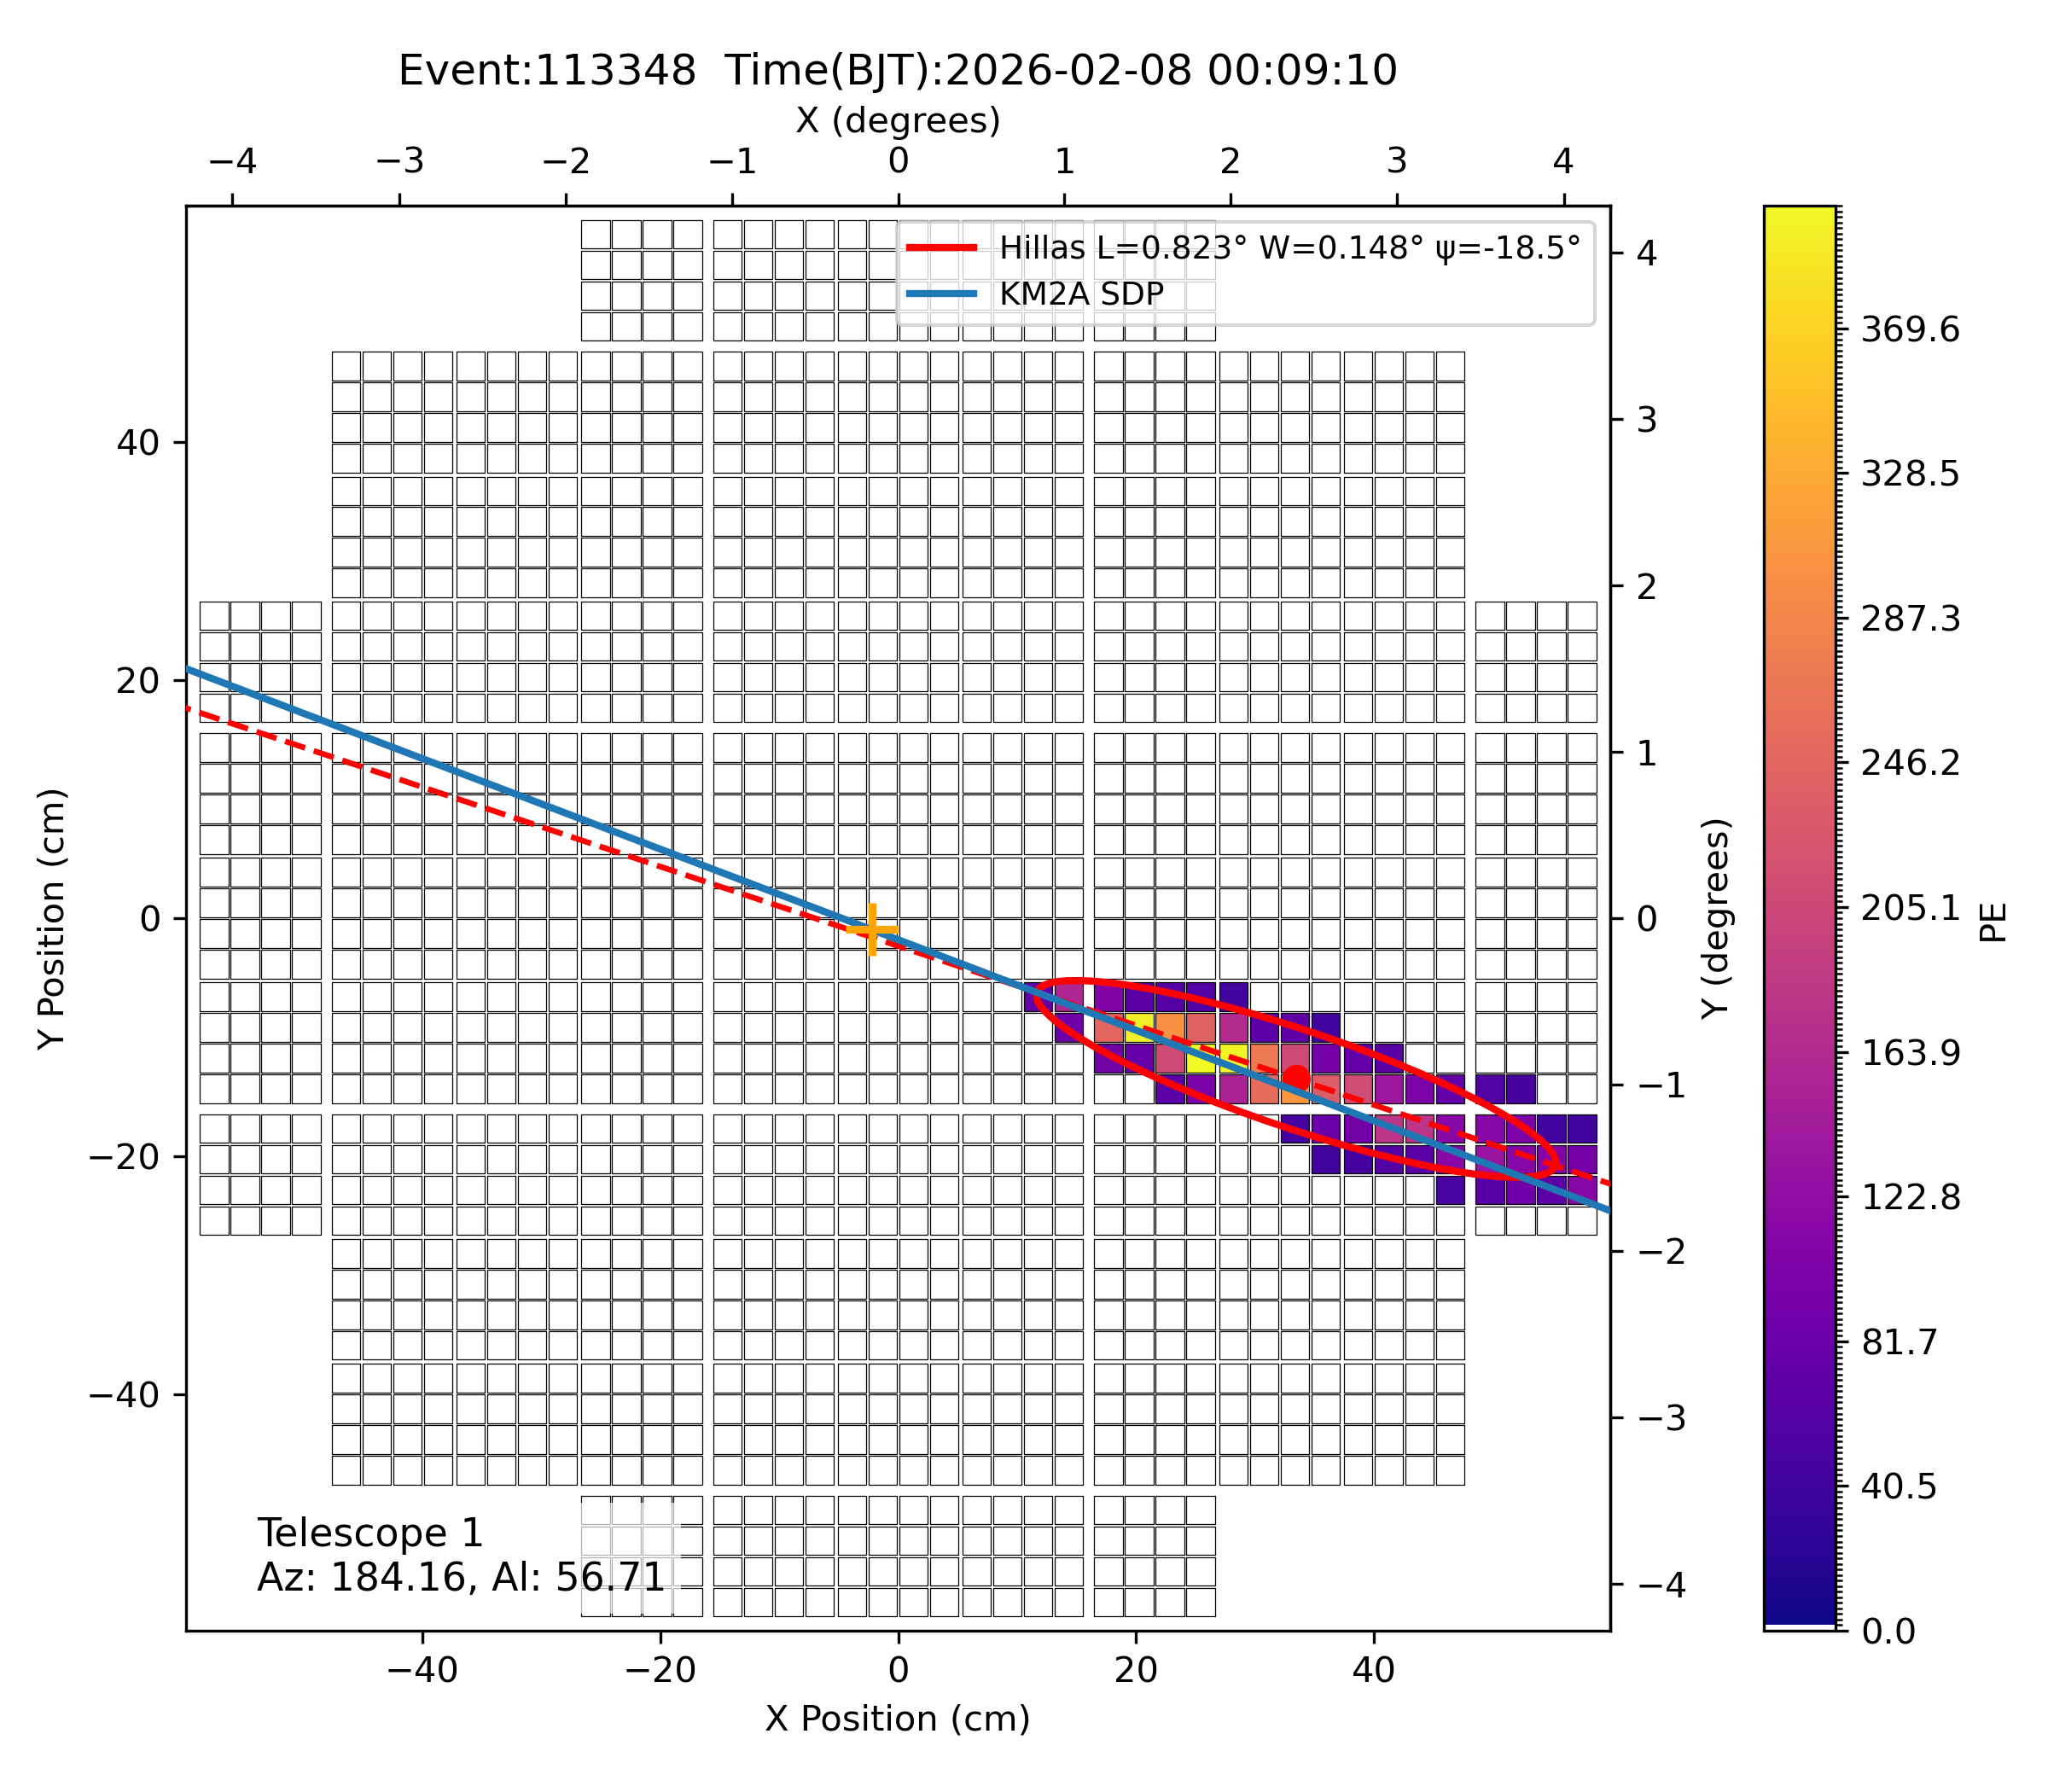 Event:113348  Time(BJT):2026-02-08 00:09:10
X (degrees)
−4 −3 −2 −1 0 1 2 3 4
Hillas L=0.823° W=0.148° ψ=-18.5°
KM2A SDP
Y Position (cm)
40
20
0
−20
−40
4
3
2
1
0
−1
−2
−3
−4
Y (degrees)
369.6
328.5
287.3
246.2
205.1
163.9
122.8
81.7
40.5
0.0
PE
Telescope 1
Az: 184.16, Al: 56.71
−40 −20 0 20 40
X Position (cm)